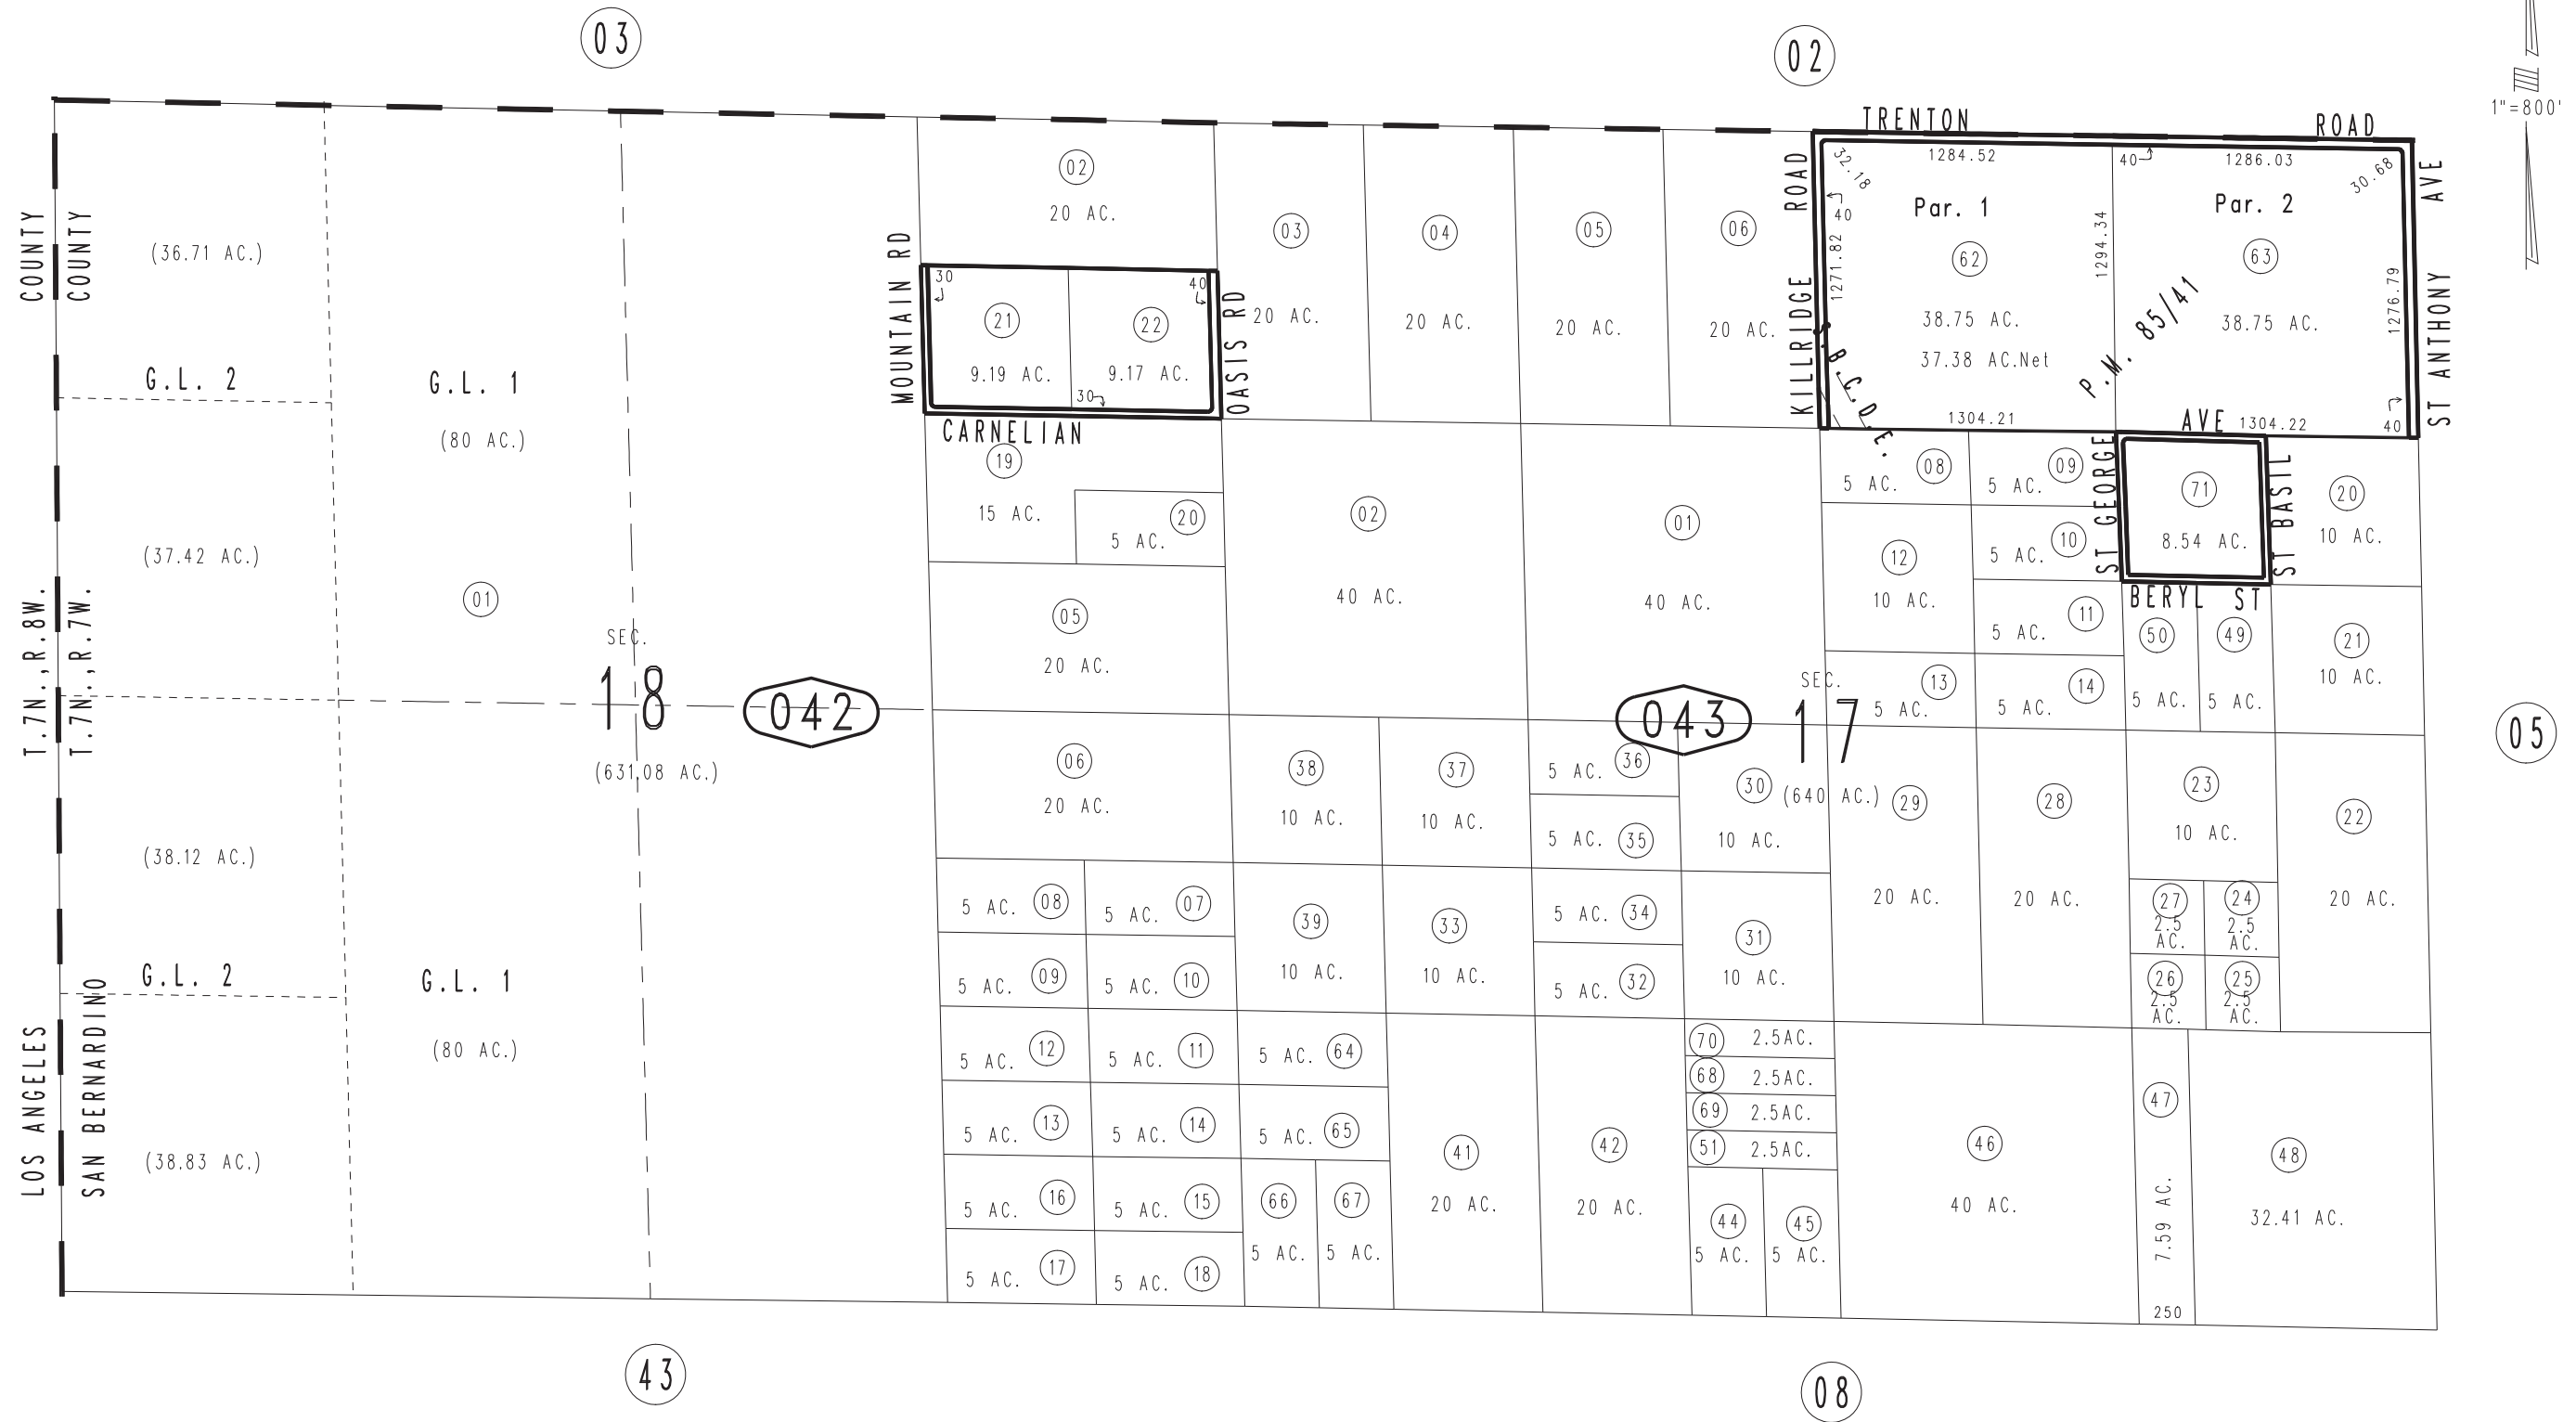 03
02
1"=800'
TRENTON ROAD
1284.52
40
1286.03
32.18
30.68
02
20 AC.
ROAD
AVE
40
Par. 1
Par. 2
03
04
05
06
62
63
COUNTY
COUNTY
(36.71 AC.)
MOUNTAIN RD
30
40
21
22
9.19 AC.
9.17 AC.
30
OASIS RD
20 AC.
20 AC.
20 AC.
20 AC.
KILLRIDGE
1271.82
1294.34
1276.79
38.75 AC.
37.38 AC.Net
38.75 AC.
P.M. 85/41
S.B.C.D.E.
ST ANTHONY
G.L. 2
G.L. 1
(80 AC.)
1304.21
AVE
1304.22
40
CARNELIAN
19
15 AC.
20
5 AC.
02
40 AC.
01
40 AC.
08
5 AC.
09
5 AC.
ST GEORGE
71
8.54 AC.
ST BASIL
20
10 AC.
12
10 AC.
10
5 AC.
11
5 AC.
BERYL ST
(37.42 AC.)
01
05
20 AC.
50
5 AC.
49
5 AC.
21
10 AC.
T.7N.,R.8W.
T.7N.,R.7W.
SEC.
18
042
(631.08 AC.)
043
SEC.
17
(640 AC.)
13
5 AC.
14
5 AC.
05
06
20 AC.
38
10 AC.
37
10 AC.
5 AC. 36
5 AC. 35
30
10 AC.
29
20 AC.
28
20 AC.
23
10 AC.
22
20 AC.
(38.12 AC.)
5 AC. 08
5 AC. 07
39
10 AC.
33
10 AC.
5 AC. 34
5 AC. 32
31
10 AC.
27
2.5
AC.
24
2.5
AC.
26
2.5
AC.
25
2.5
AC.
G.L. 2
G.L. 1
(80 AC.)
5 AC. 09
5 AC. 10
5 AC. 12
5 AC. 11
5 AC. 64
70 2.5AC.
68 2.5AC.
69 2.5AC.
51 2.5AC.
LOS ANGELES
SAN BERNARDINO
(38.83 AC.)
5 AC. 13
5 AC. 14
5 AC. 65
41
20 AC.
42
20 AC.
46
40 AC.
47
7.59 AC.
250
48
32.41 AC.
5 AC. 16
5 AC. 15
66
5 AC.
67
5 AC.
44
5 AC.
45
5 AC.
5 AC. 17
5 AC. 18
43
08